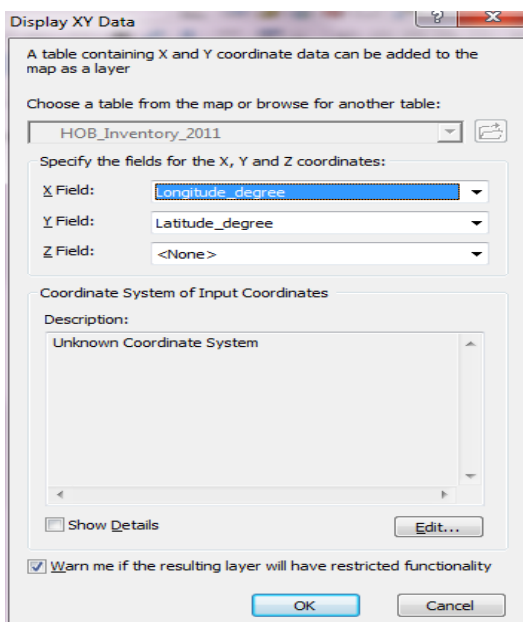 Display XY Data
?
A table containing X and Y coordinate data can be added to the
map as a layer
Choose a table from the map or browse for another table:
HOB_Inventory_2011
Specify the fields for the X, Y and Z coordinates:
X Field: Longitude_degree
Y Field: Latitude_degree
Z Field: <None>
Coordinate System of Input Coordinates
Description:
Unknown Coordinate System
Show Details Edit...
Warn me if the resulting layer will have restricted functionality
OK Cancel